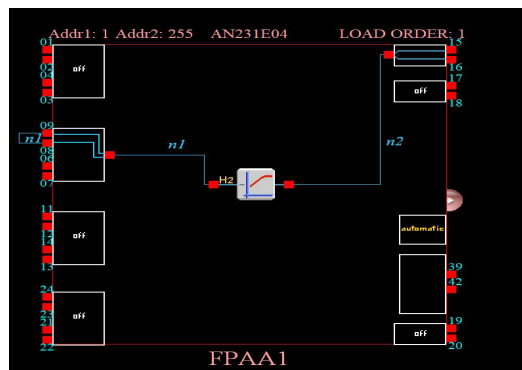 Addr1: 1 Addr2: 255 AN231E04 LOAD ORDER: 1
01
02
04
03
off
15
16
17
18
off
09
08
06
07
n1
n1
n2
H2
11
12
14
13
off
automatic
24
23
21
22
off
39
42
19
20
off
FPAA1